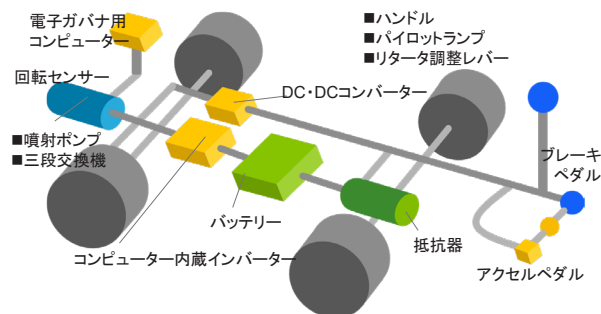 電子ガバナ用
コンピューター
回転センサー
■噴射ポンプ
■三段交換機
■ハンドル
■パイロットランプ
■リタータ調整レバー
DC・DCコンバーター
ブレーキ
ペダル
バッテリー
抵抗器
コンピューター内蔵インバーター
アクセルペダル